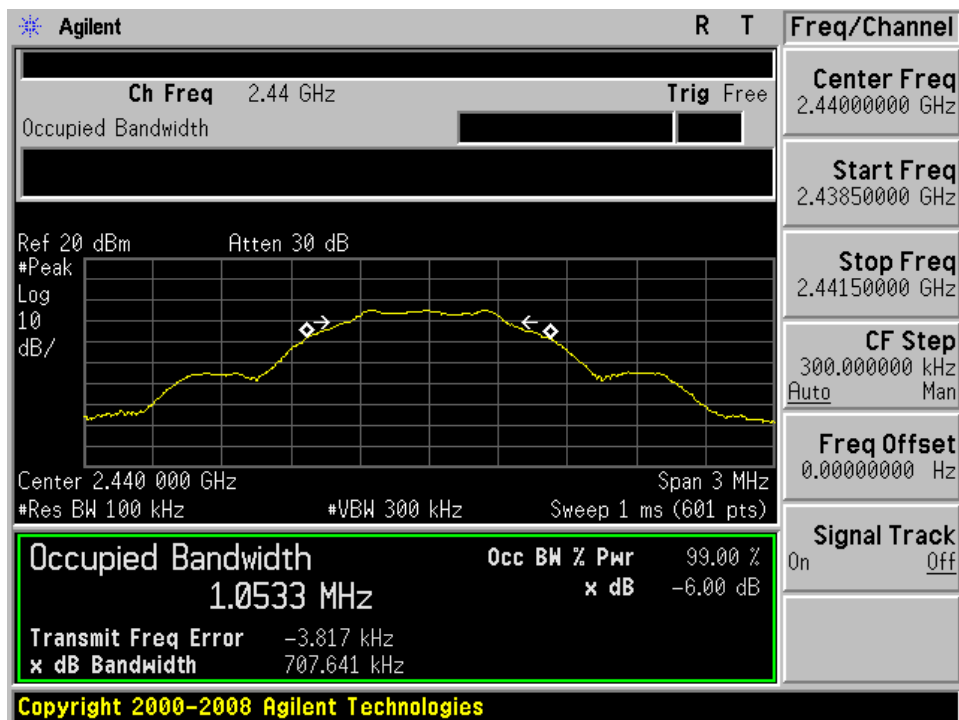 Agilent R T
Freq/Channel
Ch Freq 2.44 GHz Trig Free
Occupied Bandwidth
Center Freq
2.44000000 GHz
Start Freq
2.43850000 GHz
Stop Freq
2.44150000 GHz
CF Step
300.000000 kHz
Auto Man
Freq Offset
0.00000000 Hz
Signal Track
On Off
Ref 20 dBm Atten 30 dB
#Peak
Log
10
dB/
Center 2.440 000 GHz Span 3 MHz
#Res BW 100 kHz #VBW 300 kHz Sweep 1 ms (601 pts)
Occupied Bandwidth
1.0533 MHz
Occ BW % Pwr 99.00 %
x dB -6.00 dB
Transmit Freq Error -3.817 kHz
x dB Bandwidth 707.641 kHz
Copyright 2000-2008 Agilent Technologies